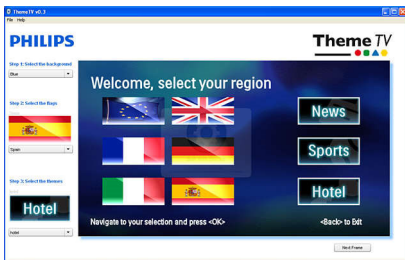 ThemeTV v0.3
File Help
PHILIPS
Theme TV
Step 1: Select the background
Blue
Step 2: Select the flags
Spain
Step 3: Select the themes
Hotel
hotel
Welcome, select your region
News
Sports
Hotel
Navigate to your selection and press <OK>
<Back> to Exit
Next Frame